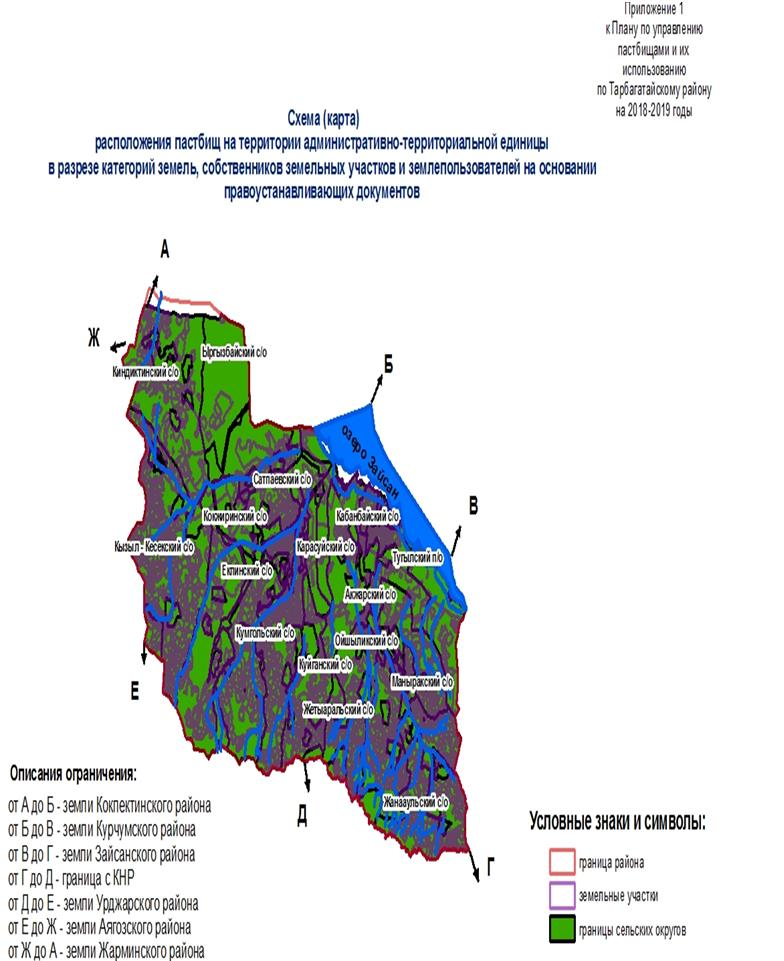 Приложение 1
к Плану по управлению
пастбищами и их
использованию
по Тарбагатайскому району
на 2018-2019 годы
Схема (карта)
расположения пастбищ на территории административно-территориальной единицы
в разрезе категорий земель, собственников земельных участков и землепользователей на основании
правоустанавливающих документов
А
Ж
Ыргызбайский с/о
Киндиктинский с/о
Б
озеро Зайсан
Сатпаевский с/о
В
Кокжиринский с/о
Кабанбайский с/о
Кызыл - Кесекский с/о
Карасуйский с/о
Тугылский п/о
Екпинский с/о
Акжарский с/о
Кумгольский с/о
Ойшыликский с/о
Куйганский с/о
Е
Маныракский с/о
Жетыаральский с/о
Жанааульский с/о
Д
Г
Описания ограничения:
от А до Б - земли Кокпектинского района
от Б до В - земли Курчумского района
от В до Г - земли Зайсанского района
от Г до Д - граница с КНР
от Д до Е - земли Урджарского района
от Е до Ж - земли Аягозского района
от Ж до А - земли Жарминского района
Условные знаки и символы:
граница района
земельные участки
границы сельских округов